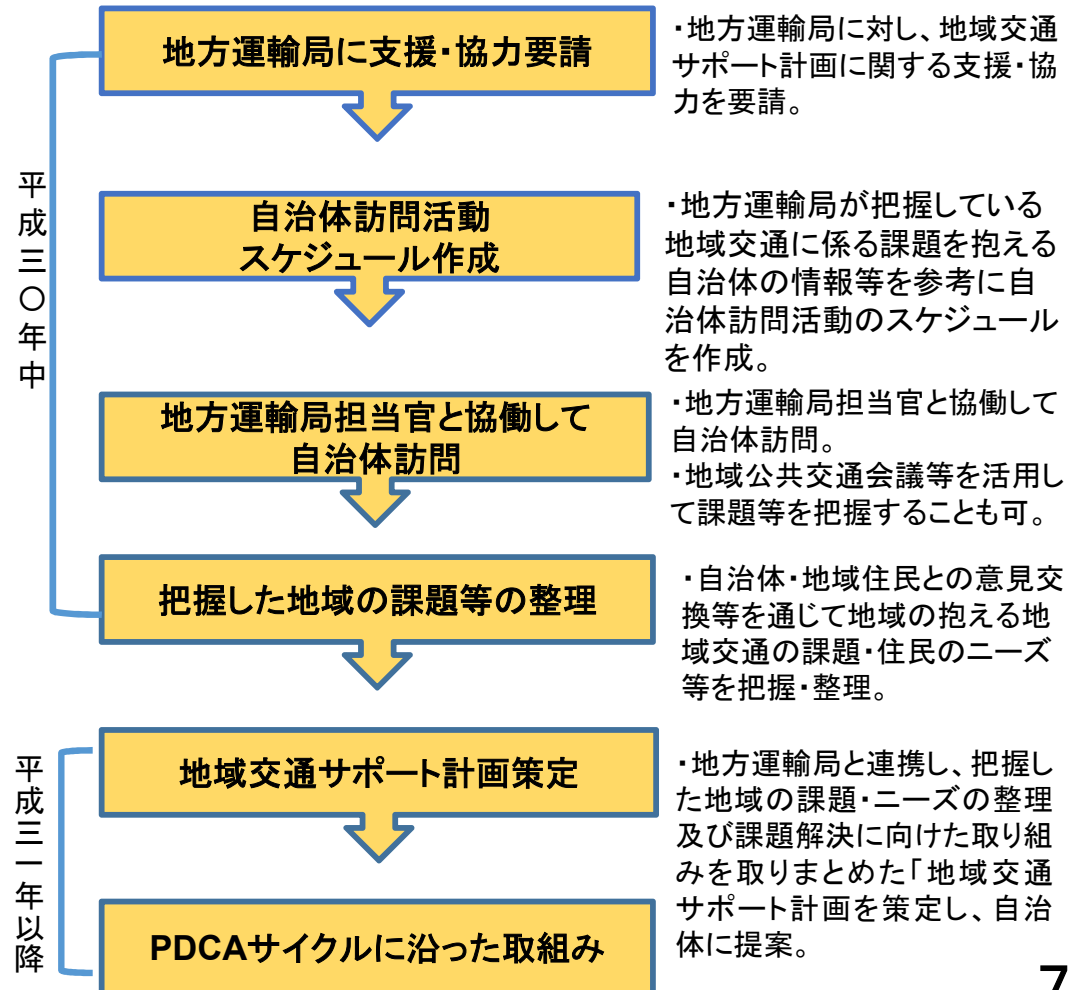 地方運輸局に支援・協力要請
・地方運輸局に対し、地域交通
サポート計画に関する支援・協
力を要請。
平成三〇年中
自治体訪問活動
スケジュール作成
・地方運輸局が把握している
地域交通に係る課題を抱える
自治体の情報等を参考に自
治体訪問活動のスケジュール
を作成。
地方運輸局担当官と協働して
自治体訪問
・地方運輸局担当官と協働して
自治体訪問。
・地域公共交通会議等を活用し
て課題等を把握することも可。
把握した地域の課題等の整理
・自治体・地域住民との意見交
換等を通じて地域の抱える地
域交通の課題・住民のニーズ
等を把握・整理。
平成三一年以降
地域交通サポート計画策定
・地方運輸局と連携し、把握し
た地域の課題・ニーズの整理
及び課題解決に向けた取り組
みを取りまとめた「地域交通
サポート計画を策定し、自治
体に提案。
PDCAサイクルに沿った取組み
7